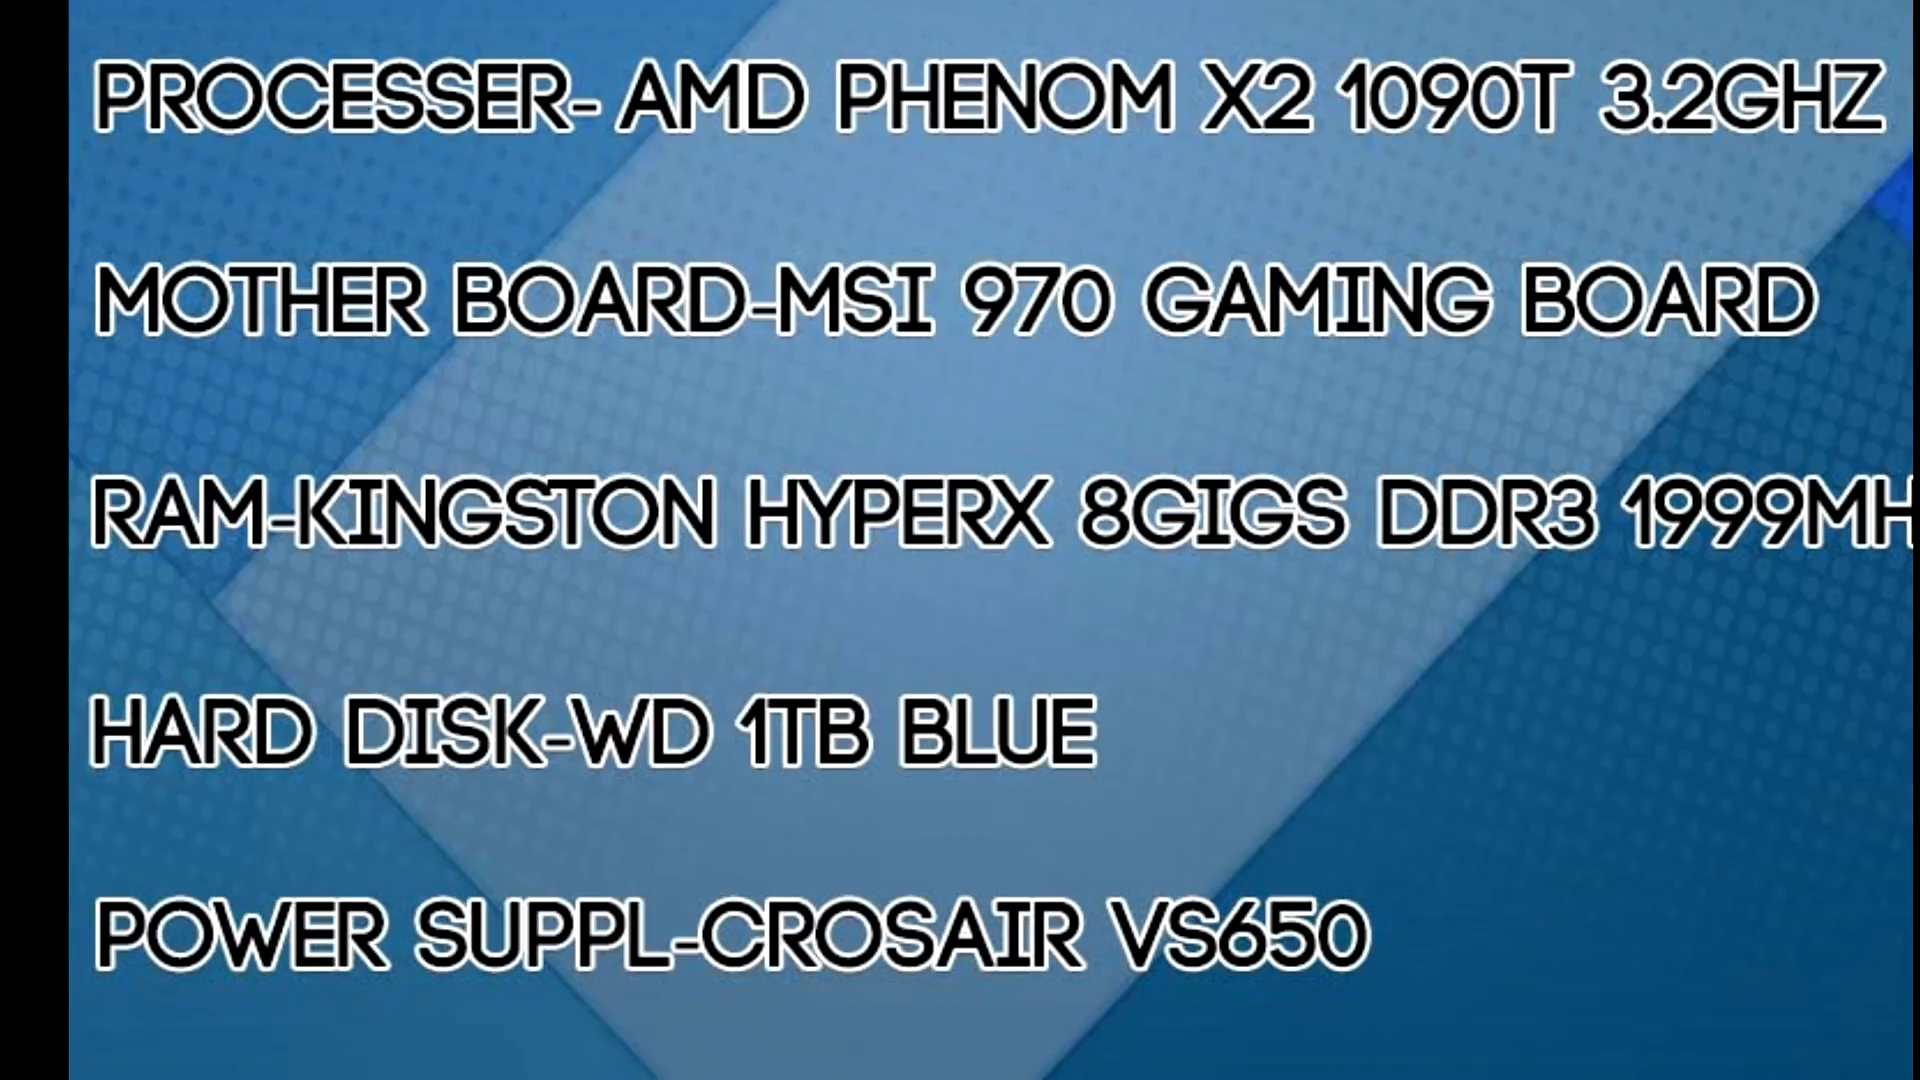 PROCESSER- AMD PHENOM X2 1090T 3.2GHZ
MOTHER BOARD-MSI 970 GAMING BOARD
RAM-KINGSTON HYPERX 8GIGS DDR3 1999MH
HARD DISK-WD 1TB BLUE
POWER SUPPL-CROSAIR VS650